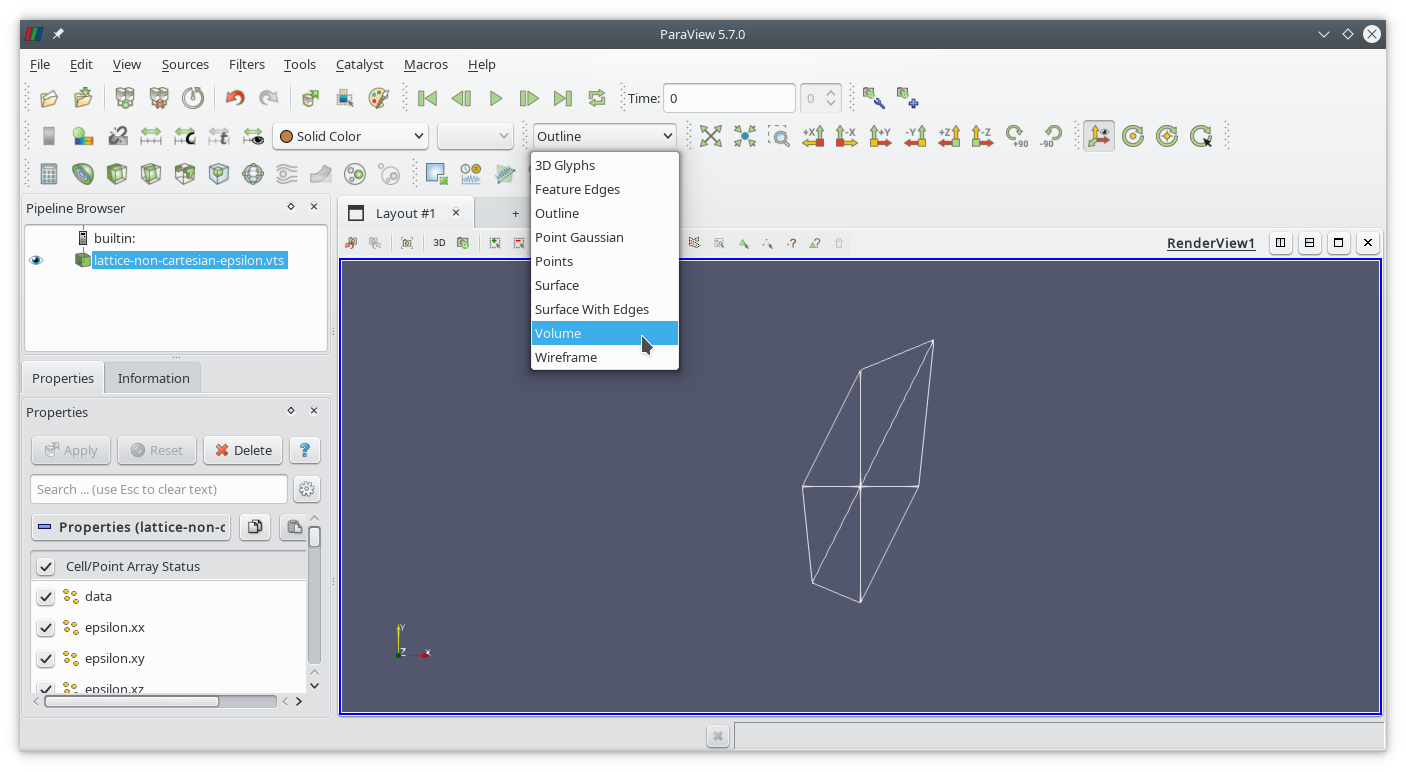 ParaView 5.7.0
File Edit View Sources Filters Tools Catalyst Macros Help
Time: 0 0
Solid Color Outline +X -X +Y -Y +Z -Z +90 -90
3D Glyphs
Feature Edges
Outline
Point Gaussian
Points
Surface
Surface With Edges
Volume
Wireframe
Pipeline Browser
builtin:
lattice-non-cartesian-epsilon.vts
Layout #1 +
3D RenderView1
Properties Information
Properties
Apply Reset Delete ?
Search ... (use Esc to clear text)
Properties (lattice-non-c
Cell/Point Array Status
data
epsilon.xx
epsilon.xy
epsilon.xz
Y
Z X